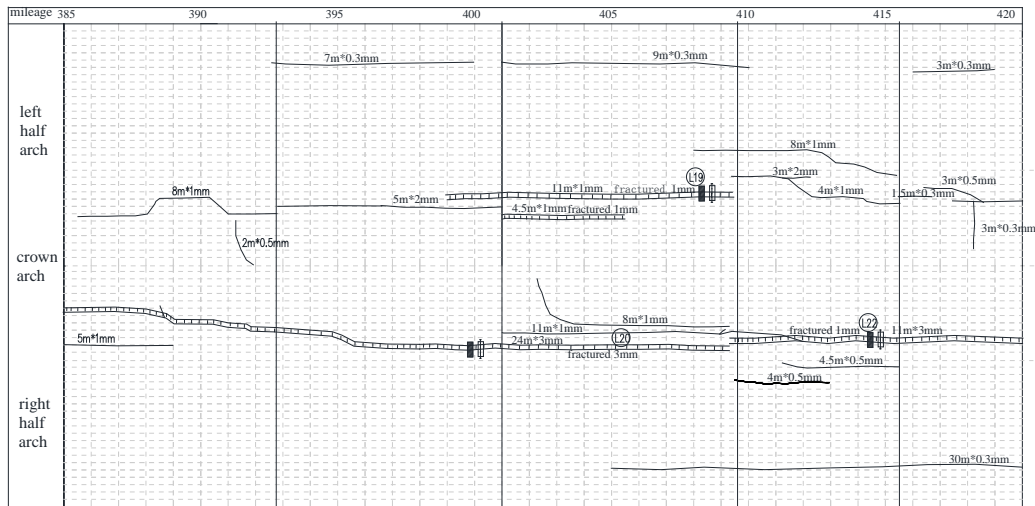 mileage 385 390 395 400 405 410 415 420
7m*0.3mm
9m*0.3mm
3m*0.3mm
left
half
arch
8m*1mm
L19
3m*2mm
8m*1mm
11m*1mm fractured 1mm
4m*1mm
1.5m*0.3mm
3m*0.5mm
5m*2mm
4.5m*1mm fractured 1mm
3m*0.3mm
2m*0.5mm
crown
arch
8m*1mm
L22
11m*1mm
L20
fractured 1mm
11m*3mm
5m*1mm
24m*3mm
fractured 3mm
4.5m*0.5mm
4m*0.5mm
right
half
arch
30m*0.3mm